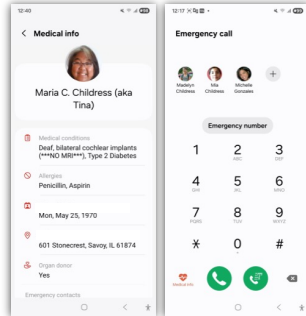 12:40
Medical info
Maria C. Childress (aka
Tina)
Medical conditions
Deaf, bilateral cochlear implants
(***NO MRI***), Type 2 Diabetes
Allergies
Penicillin, Aspirin
Mon, May 25, 1970
601 Stonecrest, Savoy, IL 61874
Organ donor
Yes
Emergency contacts
12:17
Emergency call
Madelyn
Childress
Mia
Childress
Michelle
Gonzales
Emergency number
1
2
ABC
3
DEF
4
GHI
5
JKL
6
MNO
7
PQRS
8
TUV
9
WXYZ
*
0
+
#
Medical info